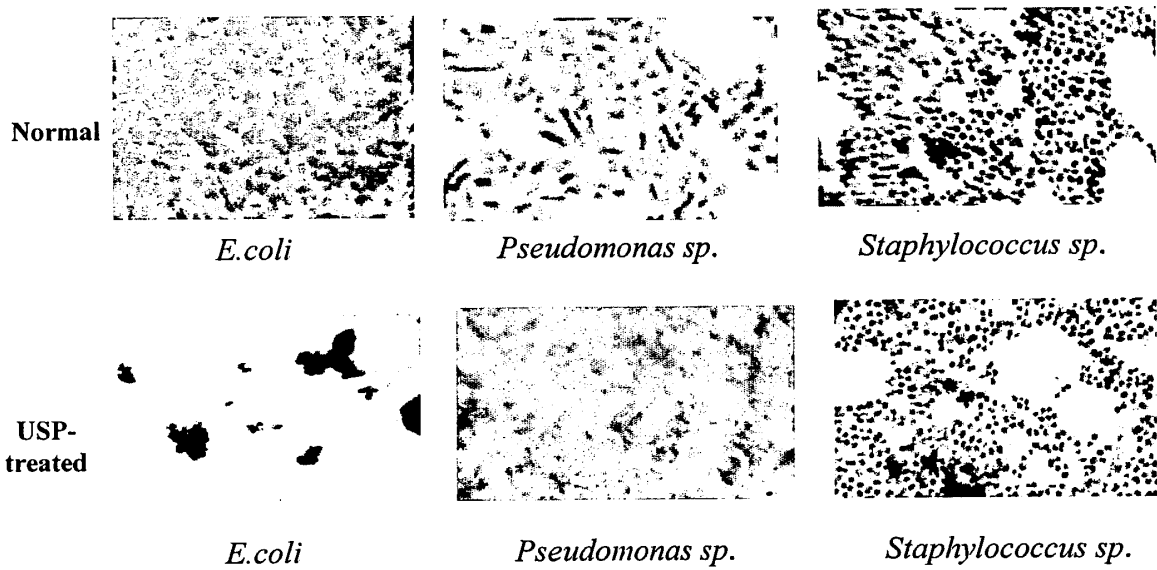 Normal
E.coli
Pseudomonas sp.
Staphylococcus sp.
USP-
treated
E.coli
Pseudomonas sp.
Staphylococcus sp.